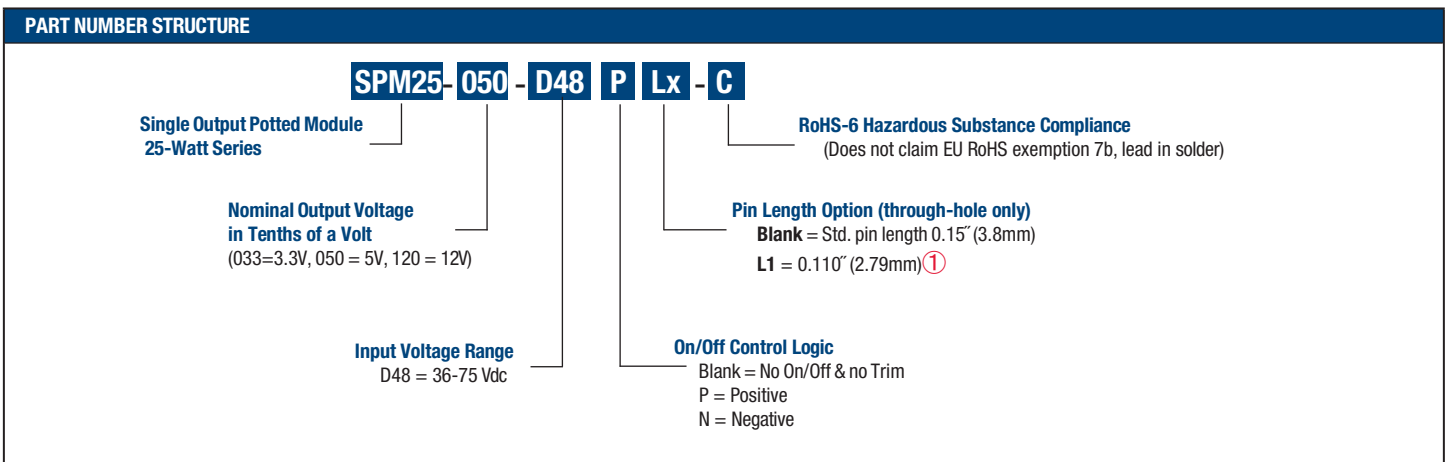 PART NUMBER STRUCTURE
SPM25- 050 - D48 P Lx - C
Single Output Potted Module
25-Watt Series
RoHS-6 Hazardous Substance Compliance
(Does not claim EU RoHS exemption 7b, lead in solder)
Nominal Output Voltage
in Tenths of a Volt
(033=3.3V, 050 = 5V, 120 = 12V)
Pin Length Option (through-hole only)
Blank = Std. pin length 0.15˝ (3.8mm)
L1 = 0.110˝ (2.79mm)①
Input Voltage Range
D48 = 36-75 Vdc
On/Off Control Logic
Blank = No On/Off & no Trim
P = Positive
N = Negative